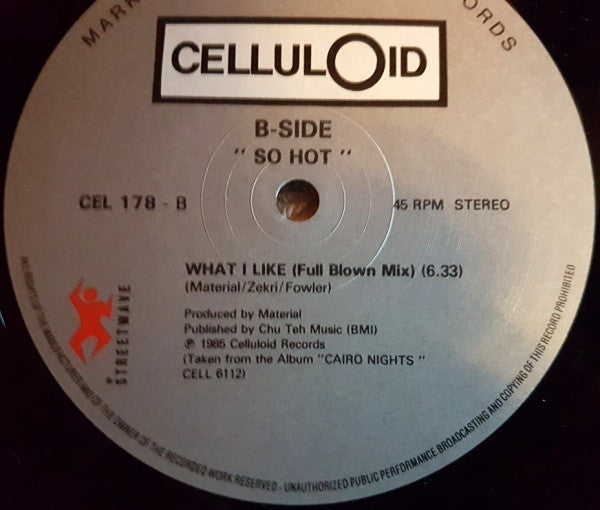 MARK
ORDS
CELLULOID
B-SIDE
" SO HOT "
CEL 178 - B
45 RPM STEREO
WHAT I LIKE (Full Blown Mix) (6.33)
(Material/Zekri/Fowler)
Produced by Material
Published by Chu Teh Music (BMI)
℗ 1985 Celluloid Records
(Taken from the Album "CAIRO NIGHTS "
CELL 6112)
STREETWAVE
ALL RIGHTS OF THE MANUFACTURER AND OF THE OWNER OF THE RECORDED WORK RESERVED - UNAUTHORIZED PUBLIC PERFORMANCE BROADCASTING AND COPYING OF THIS RECORD PROHIBITED